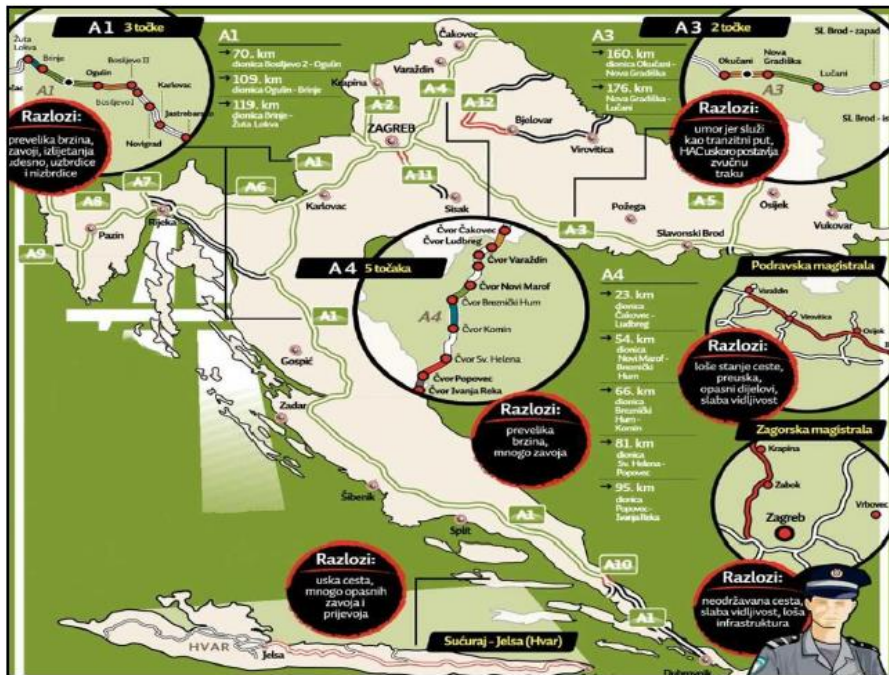 A1 3 točke
Žuta
Lokva
Brinje
Bosiljevo II
Ogulin
Karlovac
A1
Bosiljevo I
Jastrebarsko
Novigrad
Razlozi:
prevelika brzina,
zavoji, izlijetanja
udesno, uzbrdice
i nizbrdice
A1
→ 70. km
dionica Bosiljevo 2 - Ogulin
→ 109. km
dionica Ogulin - Brinje
→ 119. km
dionica Brinje -
Žuta Lokva
A3
→ 160. km
dionica Okučani -
Nova Gradiška
→ 176. km
Nova Gradiška -
Lučani
A3 2 točke
Sl. Brod - zapad
Okučani
Nova
Gradiška
Lučani
A3
Razlozi:
umor jer služi
kao tranzitni put,
HAC uskoro postavlja
zvučnu
traku
Čakovec
Varaždin
Krapina
A2
A4
A12
ZAGREB
Bjelovar
Virovitica
A1
A11
A7
A6
A8
Rijeka
Karlovac
Sisak
Požega
A5
Osijek
Pazin
A3
Vukovar
A9
Slavonski Brod
A1
Gospić
Zadar
Šibenik
Split
A1
A10
A1
Dubrovnik
A4 5 točaka
Čvor Čakovec
Čvor Ludbreg
Čvor Varaždin
Čvor Novi Marof
Čvor Breznički Hum
A4
Čvor Komin
Čvor Sv. Helena
Čvor Popovec
Čvor Ivanja Reka
Razlozi:
prevelika
brzina,
mnogo zavoja
A4
→ 23. km
dionica
Čakovec -
Ludbreg
→ 54. km
dionica
Novi Marof -
Breznički
Hum
→ 66. km
dionica
Breznički
Hum -
Komin
→ 81. km
dionica
Sv. Helena -
Popovec
→ 95. km
dionica
Popovec -
Ivanja Reka
Podravska magistrala
Varaždin
Virovitica
Osijek
Razlozi:
loše stanje ceste,
preuska,
opasni dijelovi,
slaba vidljivost
Zagorska magistrala
Krapina
Zabok
Vrbovec
Zagreb
Razlozi:
neodržavana cesta,
slaba vidljivost, loša
infrastruktura
Razlozi:
uska cesta,
mnogo opasnih
zavoja i
prijevoja
HVAR
Jelsa
Sućuraj - Jelsa (Hvar)